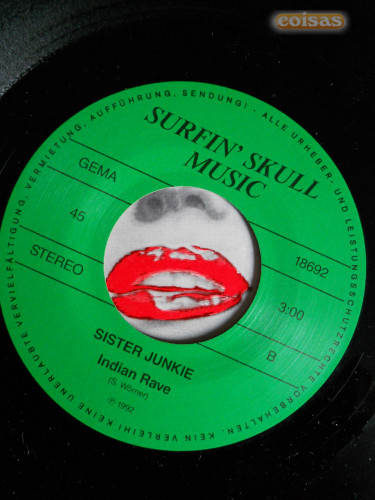 coisas
ALLE URHEBER- UND LEISTUNGSSCHUTZRECHTE VORBEHALTEN. KEIN VERLEIH! KEINE UNERLAUBTE VERVIELFÄLTIGUNG, VERMIETUNG, AUFFÜHRUNG, SENDUNG! -
SURFIN' SKULL
MUSIC
GEMA
45
STEREO
18692
3:00
B
SISTER JUNKIE
Indian Rave
(S. Wörner)
℗ 1992